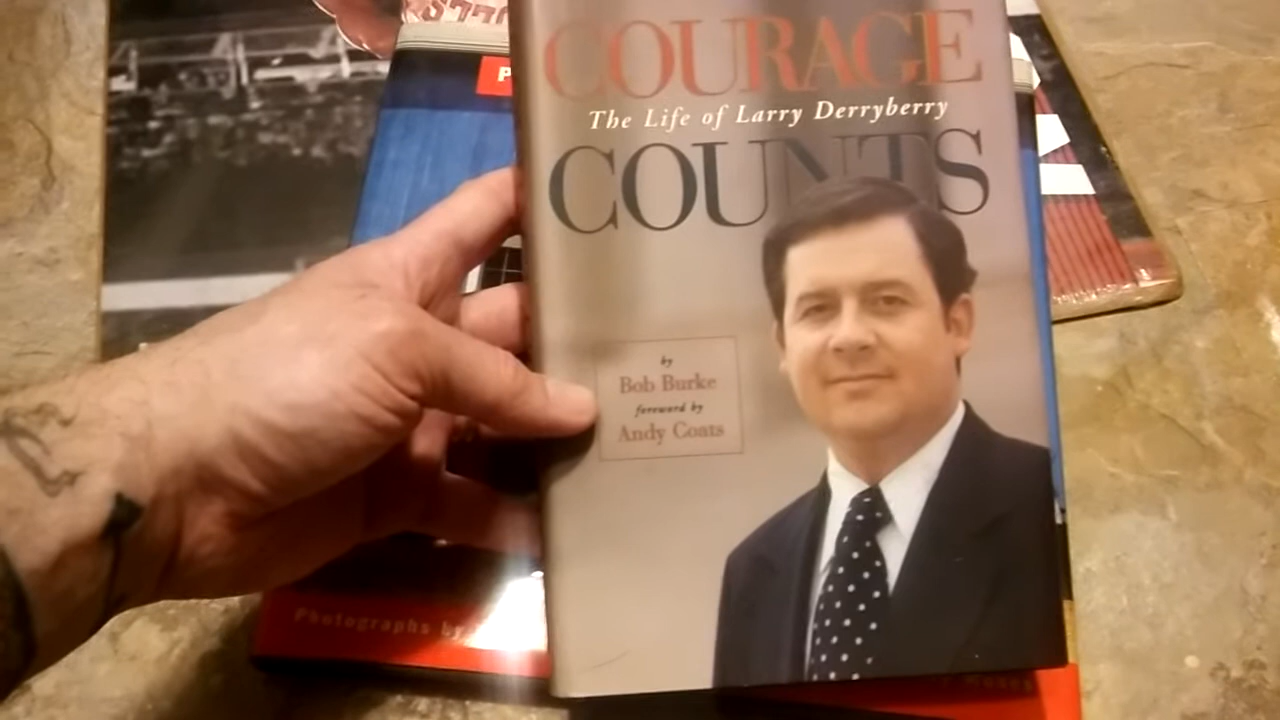 COURAGE
The Life of Larry Derryberry
COUNTS
by
Bob Burke
foreword by
Andy Coats
Photographs by